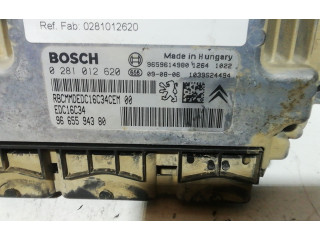 Ref. Fab: 0281012620
BOSCH
Made in Hungary
0 281 012 620
9659614980 1264 1022
09-08-06 1039S24494
RBCMMDEDC16C34CEM 00
EDC16C34
96 655 943 80